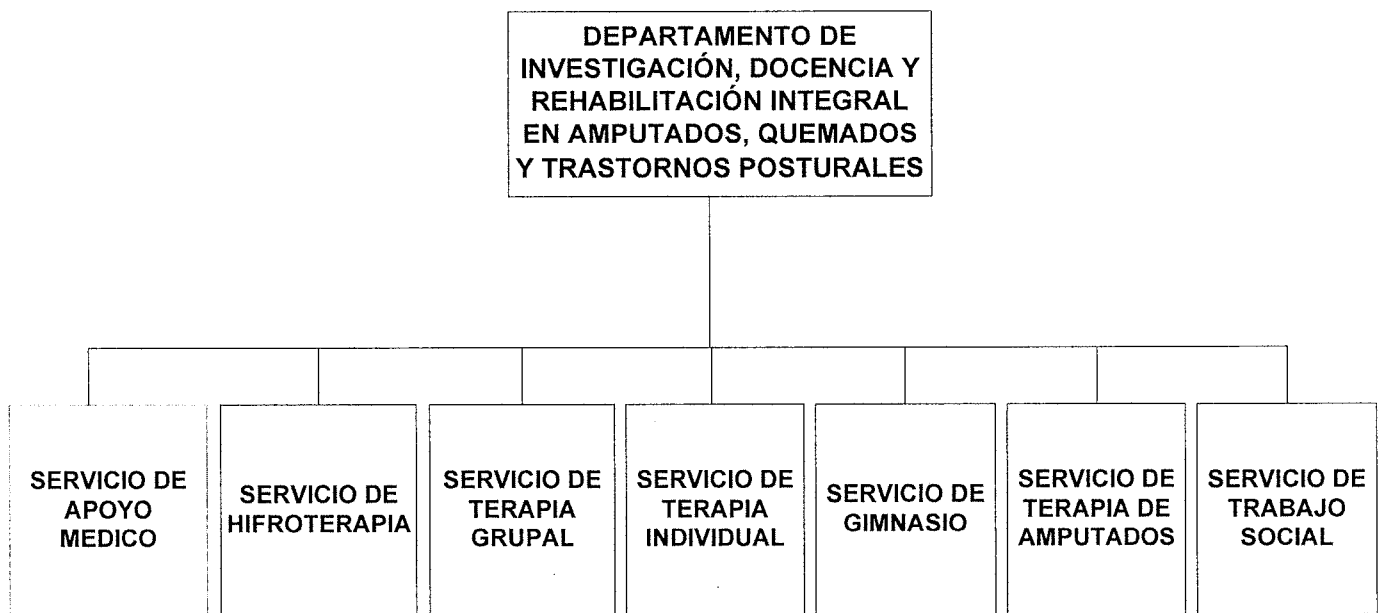 DEPARTAMENTO DE
INVESTIGACIÓN, DOCENCIA Y
REHABILITACIÓN INTEGRAL
EN AMPUTADOS, QUEMADOS
Y TRASTORNOS POSTURALES
SERVICIO DE
APOYO
MEDICO
SERVICIO DE
HIFROTERAPIA
SERVICIO DE
TERAPIA
GRUPAL
SERVICIO DE
TERAPIA
INDIVIDUAL
SERVICIO DE
GIMNASIO
SERVICIO DE
TERAPIA DE
AMPUTADOS
SERVICIO DE
TRABAJO
SOCIAL